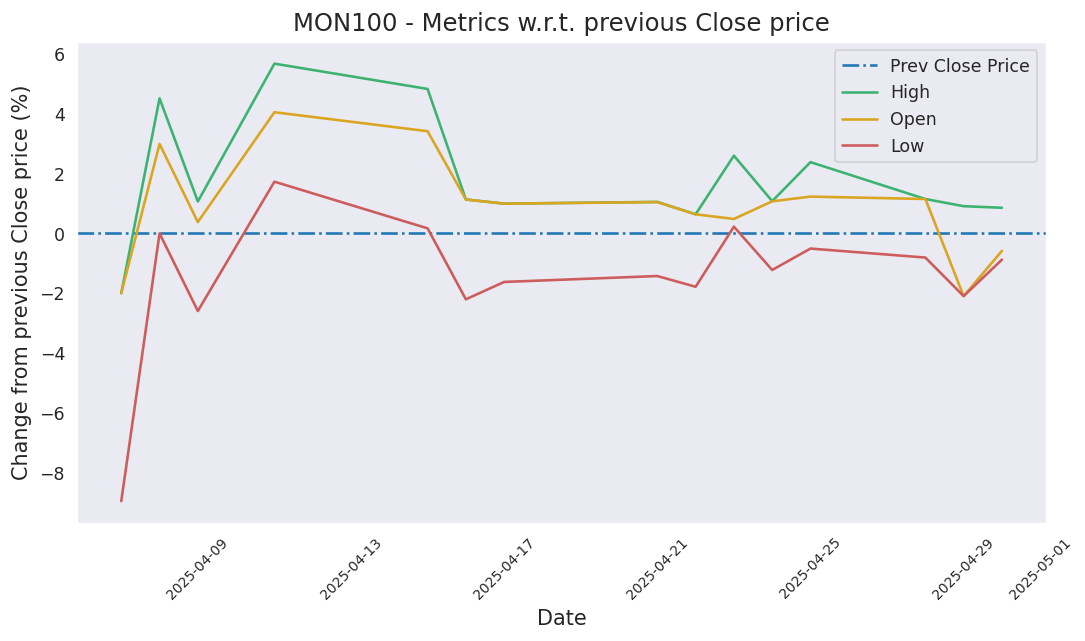 MON100 - Metrics w.r.t. previous Close price
Change from previous Close price (%)
6
4
2
0
−2
−4
−6
−8
Prev Close Price
High
Open
Low
2025-04-09
2025-04-13
2025-04-17
2025-04-21
2025-04-25
2025-04-29
2025-05-01
Date